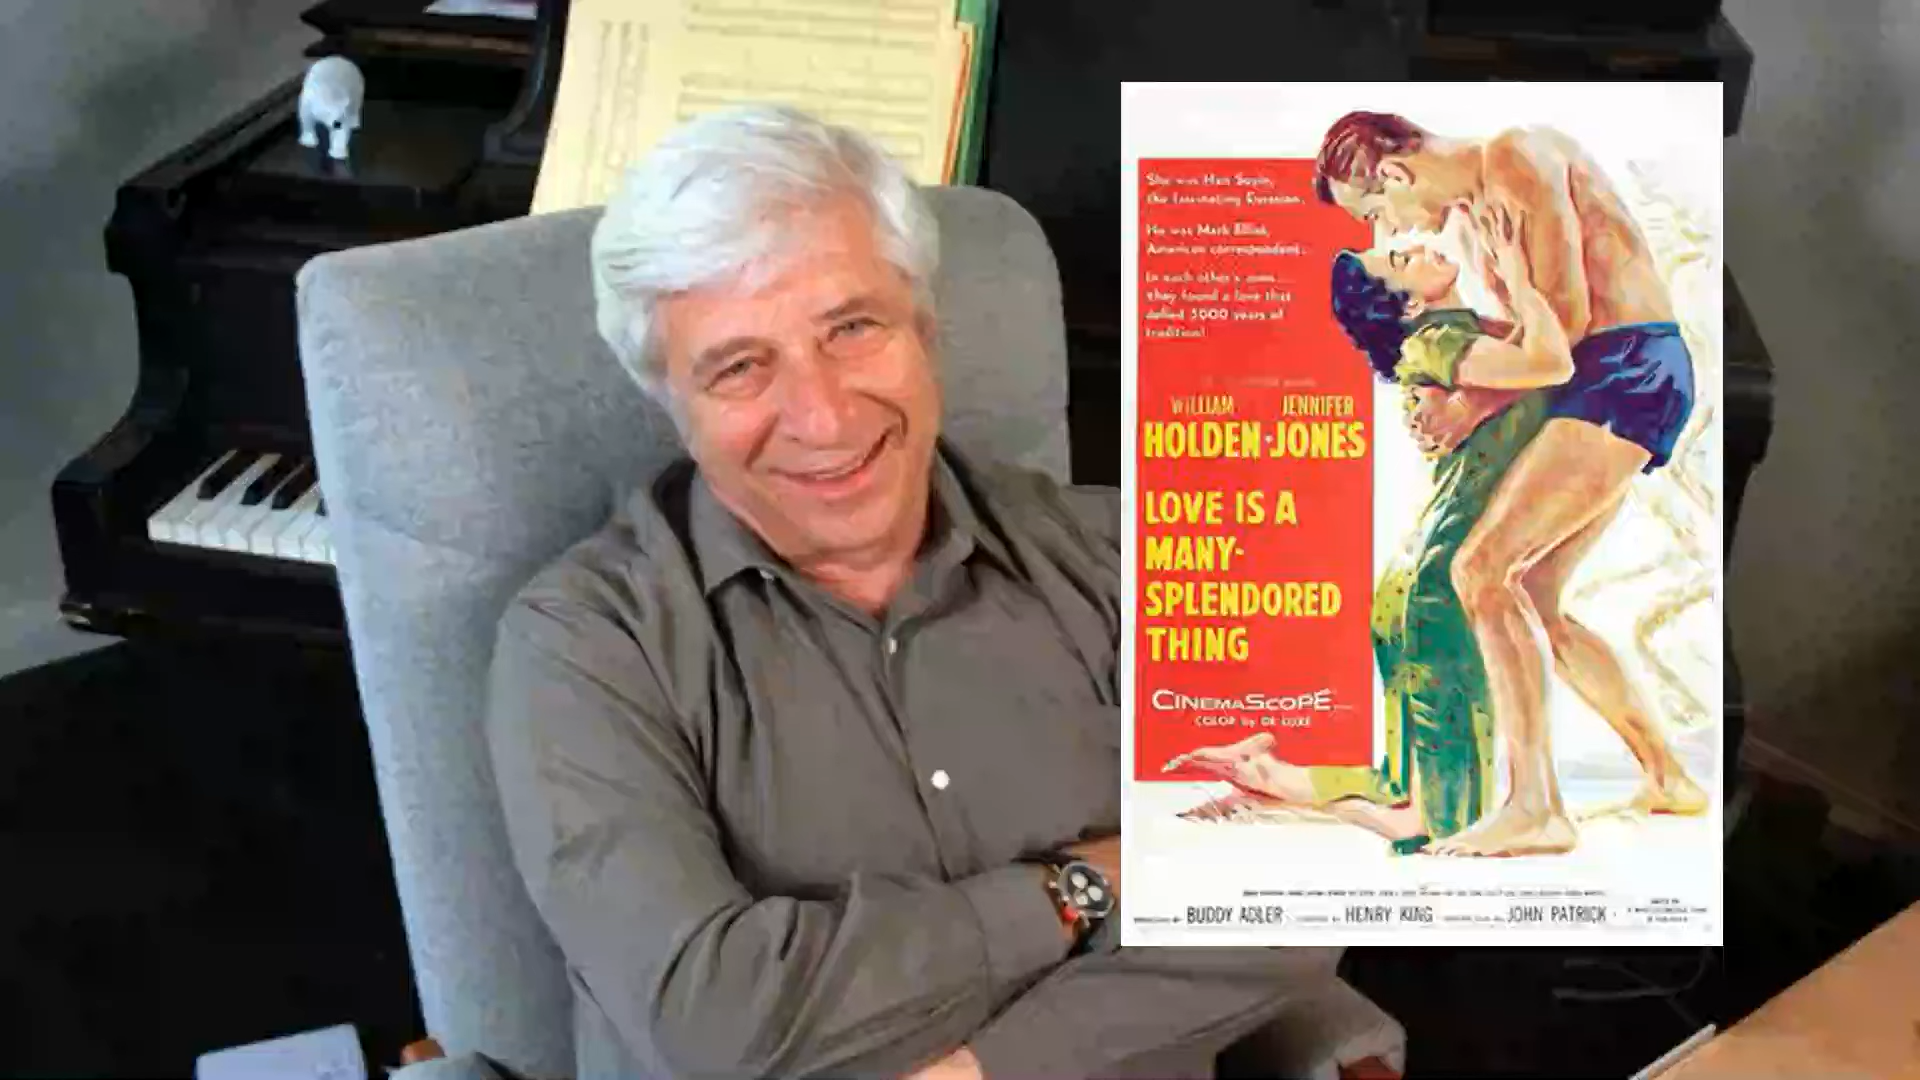 She was Han Suyin,
the fascinating Eurasian.
He was Mark Elliot,
American correspondent.
In each other's arms...
they found a love that
defied 5000 years of
tradition!
WILLIAM JENNIFER
HOLDEN-JONES
LOVE IS A
MANY-
SPLENDORED
THING
CINEMASCOPE
COLOR by DE LUXE
BUDDY ADLER HENRY KING JOHN PATRICK